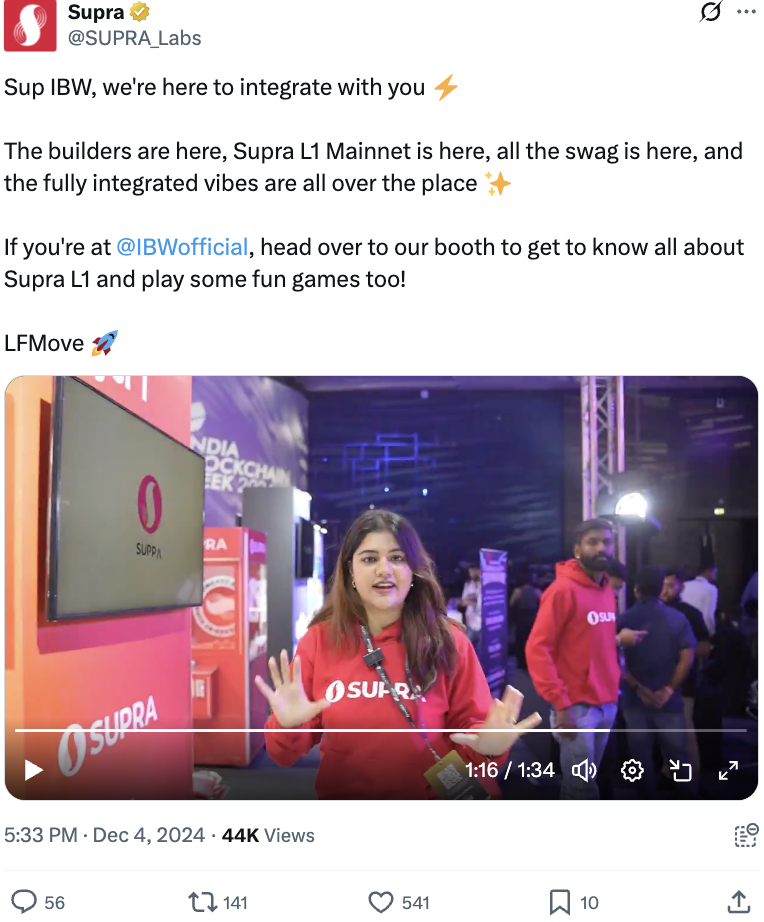 Supra
@SUPRA_Labs
Sup IBW, we're here to integrate with you ⚡
The builders are here, Supra L1 Mainnet is here, all the swag is here, and
the fully integrated vibes are all over the place ✨
If you're at @IBWofficial, head over to our booth to get to know all about
Supra L1 and play some fun games too!
LFMove 🚀
NDIA
OCKCHAIN
EEK
SUPRA
RA
SUPRA
SUPRA
SUPR
1:16 / 1:34
5:33 PM · Dec 4, 2024 · 44K Views
56
141
541
10